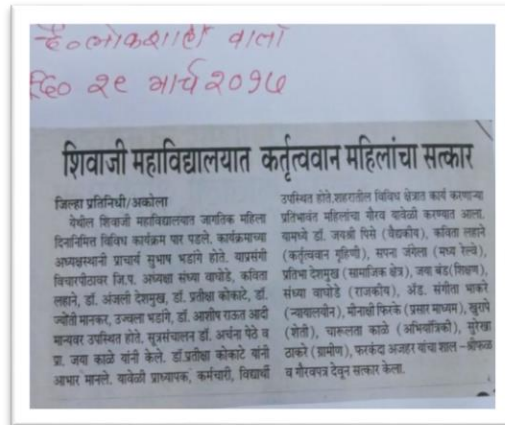 दै० लोकशाही वार्ता
दि० २९ मार्च २०१७
शिवाजी महाविद्यालयात कर्तृत्ववान महिलांचा सत्कार
जिल्हा प्रतिनिधी/अकोला
येथील शिवाजी महाविद्यालयात जागतिक महिला
दिनानिमित्त विविध कार्यक्रम पार पडले. कार्यक्रमाच्या
अध्यक्षस्थानी प्राचार्य सुभाष भडांगे होते. याप्रसंगी
विचारपीठावर जि.प. अध्यक्षा संध्या वाघोडे, कविता
लहाने, डॉ. अंजली देशमुख, डॉ. प्रतीक्षा कोकाटे, डॉ.
ज्योती मानकर, उज्वला भडांगे, डॉ. आशीष राऊत आदी
मान्यवर उपस्थित होते. सूत्रसंचालन डॉ. अर्चना पेठे व
प्रा. जया काळे यांनी केले. डॉ.प्रतीक्षा कोकाटे यांनी
आभार मानले. यावेळी प्राध्यापक, कर्मचारी, विद्यार्थी
उपस्थित होते.शहरातील विविध क्षेत्रात कार्य करणाऱ्या
प्रतिभावंत महिलांचा गौरव यावेळी करण्यात आला.
यामध्ये डॉ. जयश्री पिसे (वैद्यकीय), कविता लहाने
(कर्तृत्ववान गृहिणी), सपना जंगेला (मध्य रेल्वे),
प्रतिभा देशमुख (सामाजिक क्षेत्र), जया बंड(शिक्षण),
संध्या वाघोडे (राजकीय), अ‍ॅड. संगीता भाकरे
(न्यायालयीन), मीनाक्षी फिरके (प्रसार माध्यम), खुरापे
(शेती), चारूलता काळे (अभियांत्रिकी), सुरेखा
ठाकरे (ग्रामीण), फरकंदा अजहर यांचा शाल –श्रीफळ
व गौरवपत्र देवून सत्कार केला.